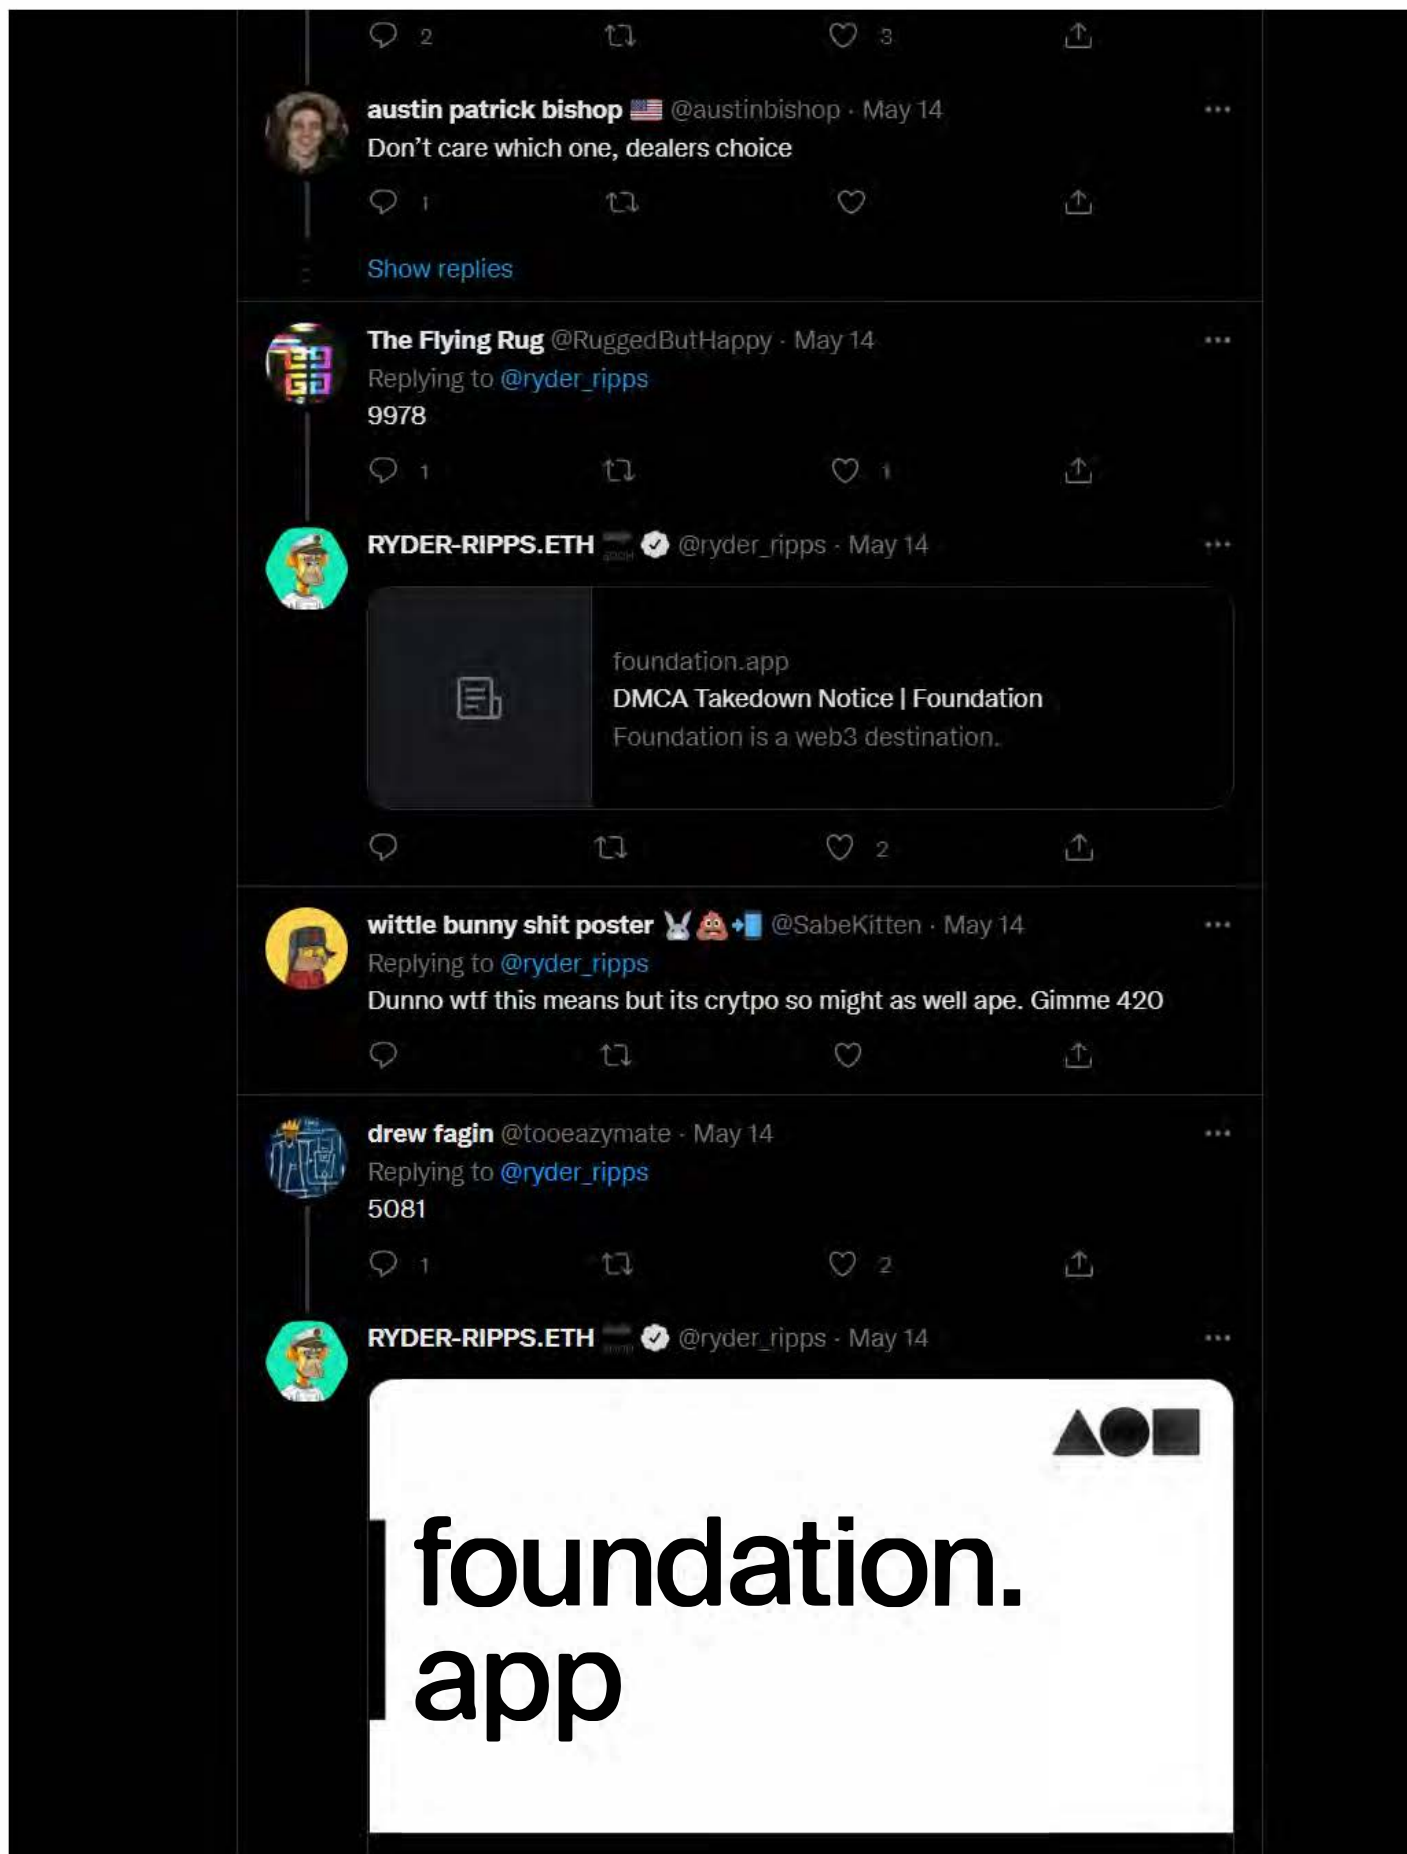 2 3
austin patrick bishop 🇺🇸 @austinbishop · May 14
Don't care which one, dealers choice
1
Show replies
The Flying Rug @RuggedButHappy · May 14
Replying to @ryder_ripps
9978
1 1
RYDER-RIPPS.ETH @ryder_ripps · May 14
foundation.app
DMCA Takedown Notice | Foundation
Foundation is a web3 destination.
2
wittle bunny shit poster 🐰💩📲 @SabeKitten · May 14
Replying to @ryder_ripps
Dunno wtf this means but its crytpo so might as well ape. Gimme 420
drew fagin @tooeazymate · May 14
Replying to @ryder_ripps
5081
1 2
RYDER-RIPPS.ETH @ryder_ripps · May 14
foundation.
app